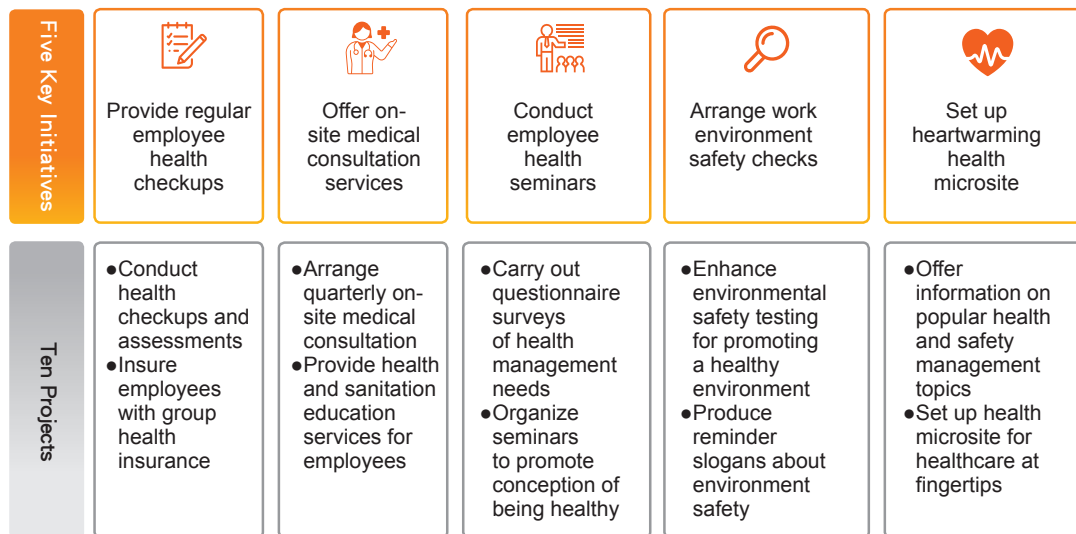 Five Key Initiatives
Provide regular
employee
health
checkups
Offer on-
site medical
consultation
services
Conduct
employee
health
seminars
Arrange work
environment
safety checks
Set up
heartwarming
health
microsite
Ten Projects
●Conduct
health
checkups and
assessments
●Insure
employees
with group
health
insurance
●Arrange
quarterly on-
site medical
consultation
●Provide health
and sanitation
education
services for
employees
●Carry out
questionnaire
surveys
of health
management
needs
●Organize
seminars
to promote
conception of
being healthy
●Enhance
environmental
safety testing
for promoting
a healthy
environment
●Produce
reminder
slogans about
environment
safety
●Offer
information on
popular health
and safety
management
topics
●Set up health
microsite for
healthcare at
fingertips